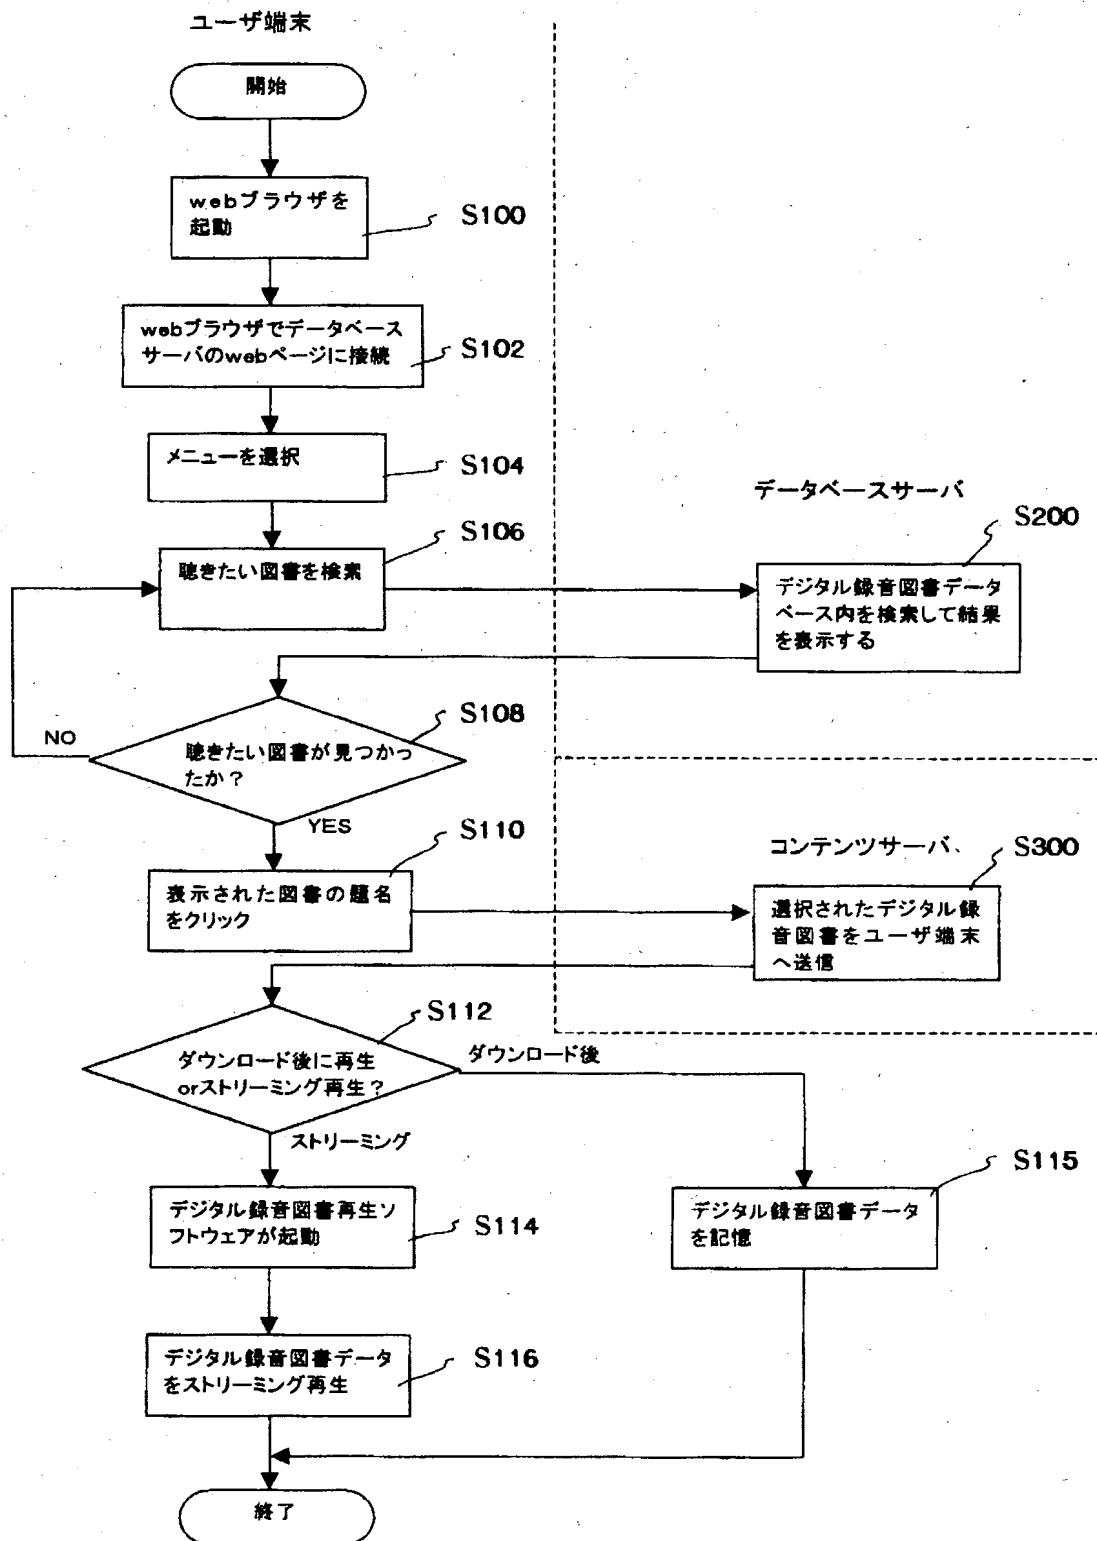 ユーザ端末
開始
webブラウザを
起動
S100
webブラウザでデータベース
サーバのwebページに接続
S102
メニューを選択
S104
データベースサーバ
S106
聴きたい図書を検索
S200
デジタル録音図書データ
ベース内を検索して結果
を表示する
S108
NO
聴きたい図書が見つかっ
たか？
YES
S110
コンテンツサーバ
S300
表示された図書の題名
をクリック
選択されたデジタル録
音図書をユーザ端末
へ送信
S112
ダウンロード後に再生
orストリーミング再生？
ダウンロード後
ストリーミング
S115
デジタル録音図書再生ソ
フトウェアが起動
S114
デジタル録音図書データ
を記憶
デジタル録音図書データ
をストリーミング再生
S116
終了